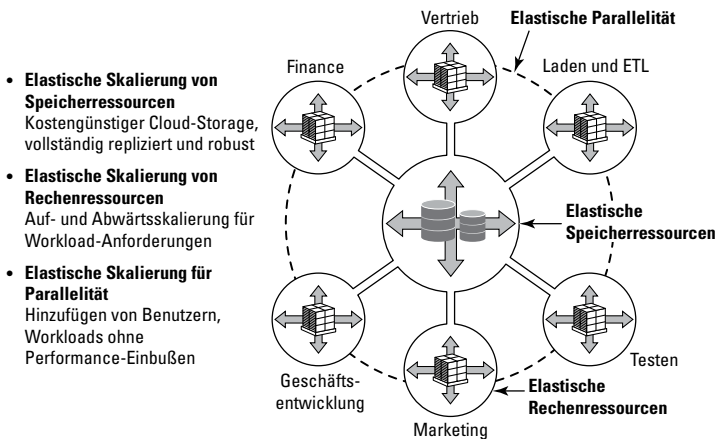 • Elastische Skalierung von
Speicherressourcen
Kostengünstiger Cloud-Storage,
vollständig repliziert und robust
• Elastische Skalierung von
Rechenressourcen
Auf- und Abwärtsskalierung für
Workload-Anforderungen
• Elastische Skalierung für
Parallelität
Hinzufügen von Benutzern,
Workloads ohne
Performance-Einbußen
Vertrieb
Elastische Parallelität
Finance
Laden und ETL
Elastische
Speicherressourcen
Testen
Geschäfts-
entwicklung
Elastische
Rechenressourcen
Marketing